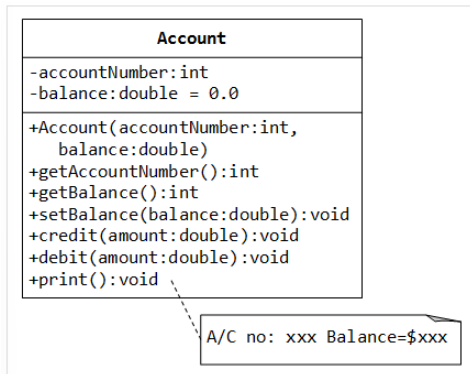 Account
-accountNumber:int
-balance:double = 0.0
+Account(accountNumber:int,
balance:double)
+getAccountNumber():int
+getBalance():int
+setBalance(balance:double):void
+credit(amount:double):void
+debit(amount:double):void
+print():void
A/C no: xxx Balance=$xxx